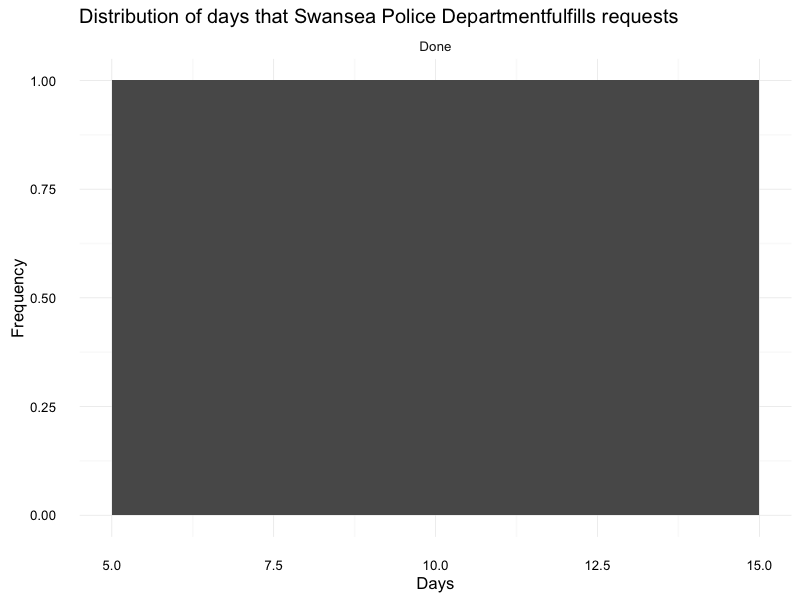 Distribution of days that Swansea Police Departmentfulfills requests
Done
1.00
0.75
0.50
0.25
0.00
Frequency
5.0 7.5 10.0 12.5 15.0
Days